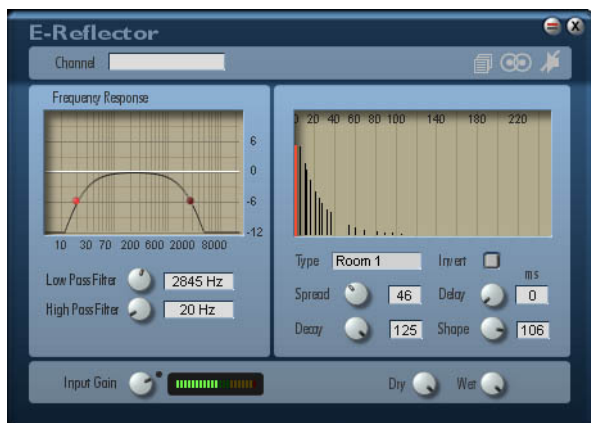 E-Reflector
Channel
Frequency Response
6
0
-6
-12
10 30 70 200 600 2000 8000
Low Pass Filter 2845 Hz
High Pass Filter 20 Hz
20 40 60 80 100 140 180 220
Type Room 1 Invert
ms
Spread 46 Delay 0
Decay 125 Shape 106
Input Gain Dry Wet